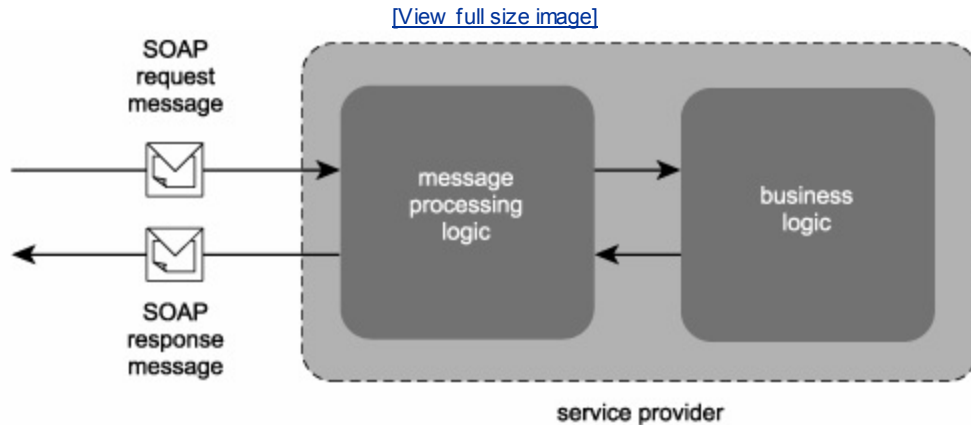 [View full size image]
SOAP
request
message
message
processing
logic
business
logic
SOAP
response
message
service provider